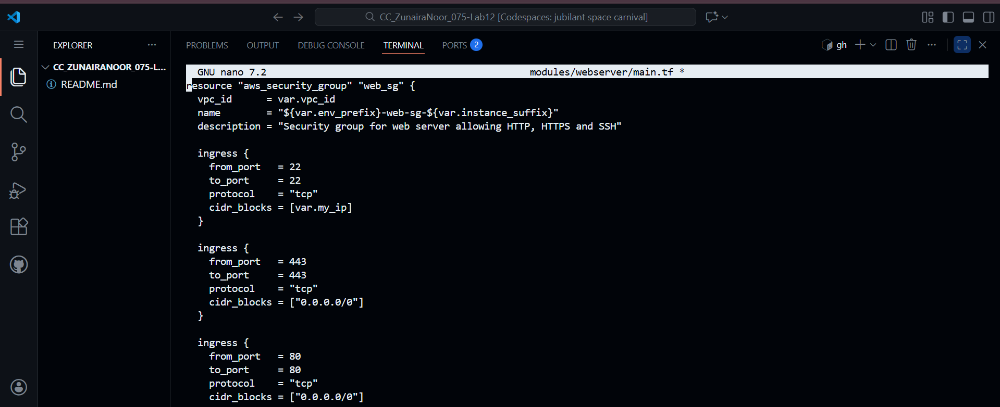 CC_ZunairaNoor_075-Lab12 [Codespaces: jubilant space carnival]
EXPLORER
CC_ZUNAIRANOOR_075-L...
README.md
PROBLEMS OUTPUT DEBUG CONSOLE TERMINAL PORTS 2
gh
GNU nano 7.2 modules/webserver/main.tf *
resource "aws_security_group" "web_sg" {
  vpc_id      = var.vpc_id
  name        = "${var.env_prefix}-web-sg-${var.instance_suffix}"
  description = "Security group for web server allowing HTTP, HTTPS and SSH"

  ingress {
    from_port   = 22
    to_port     = 22
    protocol    = "tcp"
    cidr_blocks = [var.my_ip]
  }

  ingress {
    from_port   = 443
    to_port     = 443
    protocol    = "tcp"
    cidr_blocks = ["0.0.0.0/0"]
  }

  ingress {
    from_port   = 80
    to_port     = 80
    protocol    = "tcp"
    cidr_blocks = ["0.0.0.0/0"]